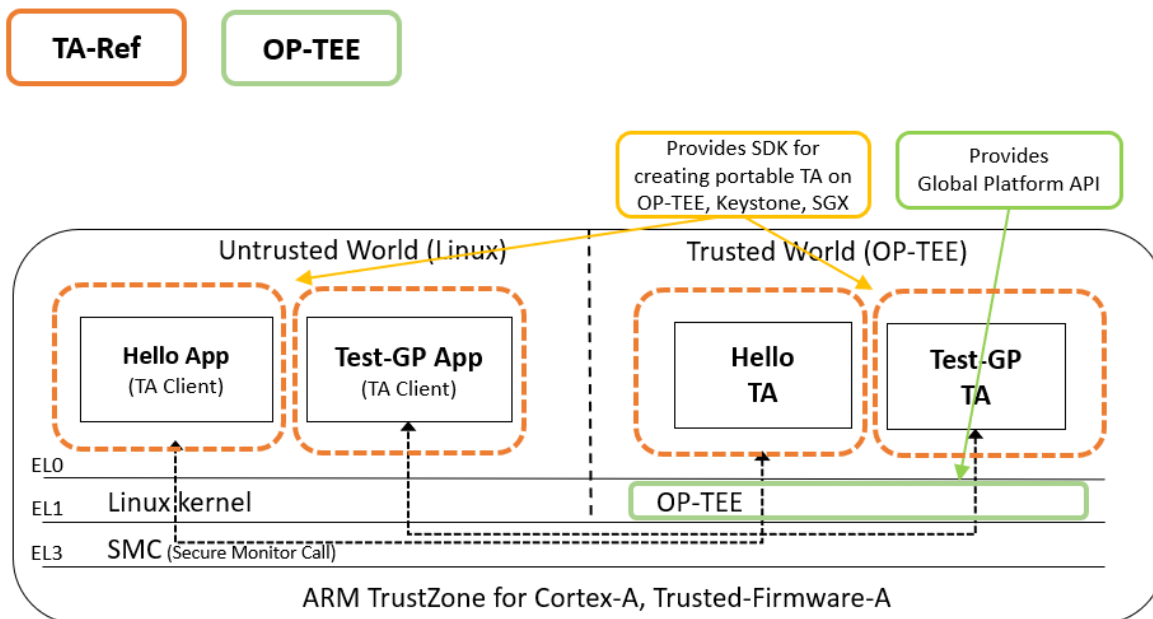 TA-Ref
OP-TEE
Provides SDK for
creating portable TA on
OP-TEE, Keystone, SGX
Provides
Global Platform API
Untrusted World (Linux)
Trusted World (OP-TEE)
Hello App
(TA Client)
Test-GP App
(TA Client)
Hello
TA
Test-GP
TA
EL0
EL1
Linux kernel
OP-TEE
EL3
SMC (Secure Monitor Call)
ARM TrustZone for Cortex-A, Trusted-Firmware-A